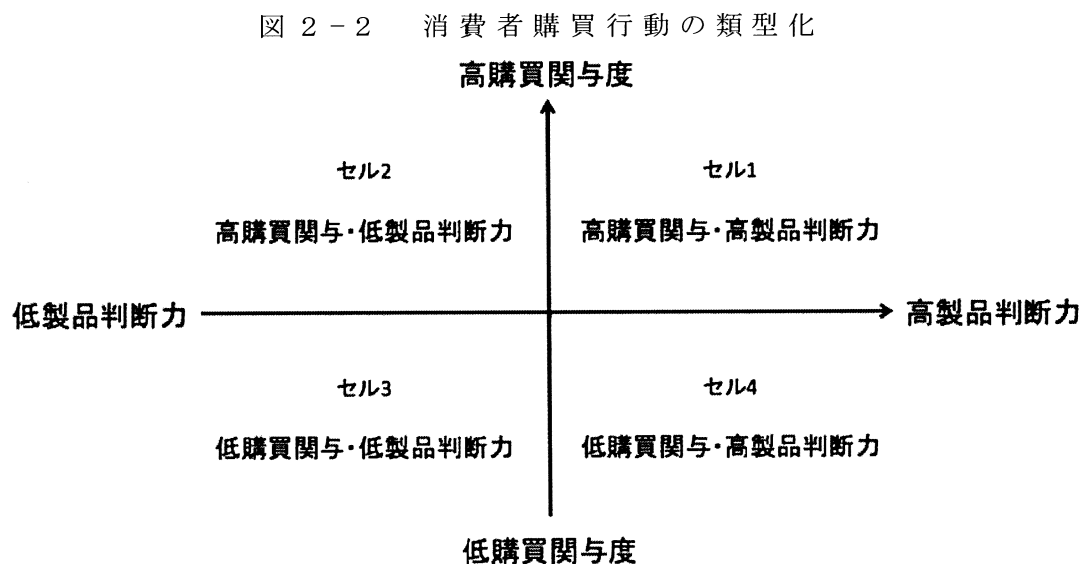 図2-2 消費者購買行動の類型化
高購買関与度
セル2
セル1
高購買関与・低製品判断力
高購買関与・高製品判断力
低製品判断力
高製品判断力
セル3
セル4
低購買関与・低製品判断力
低購買関与・高製品判断力
低購買関与度